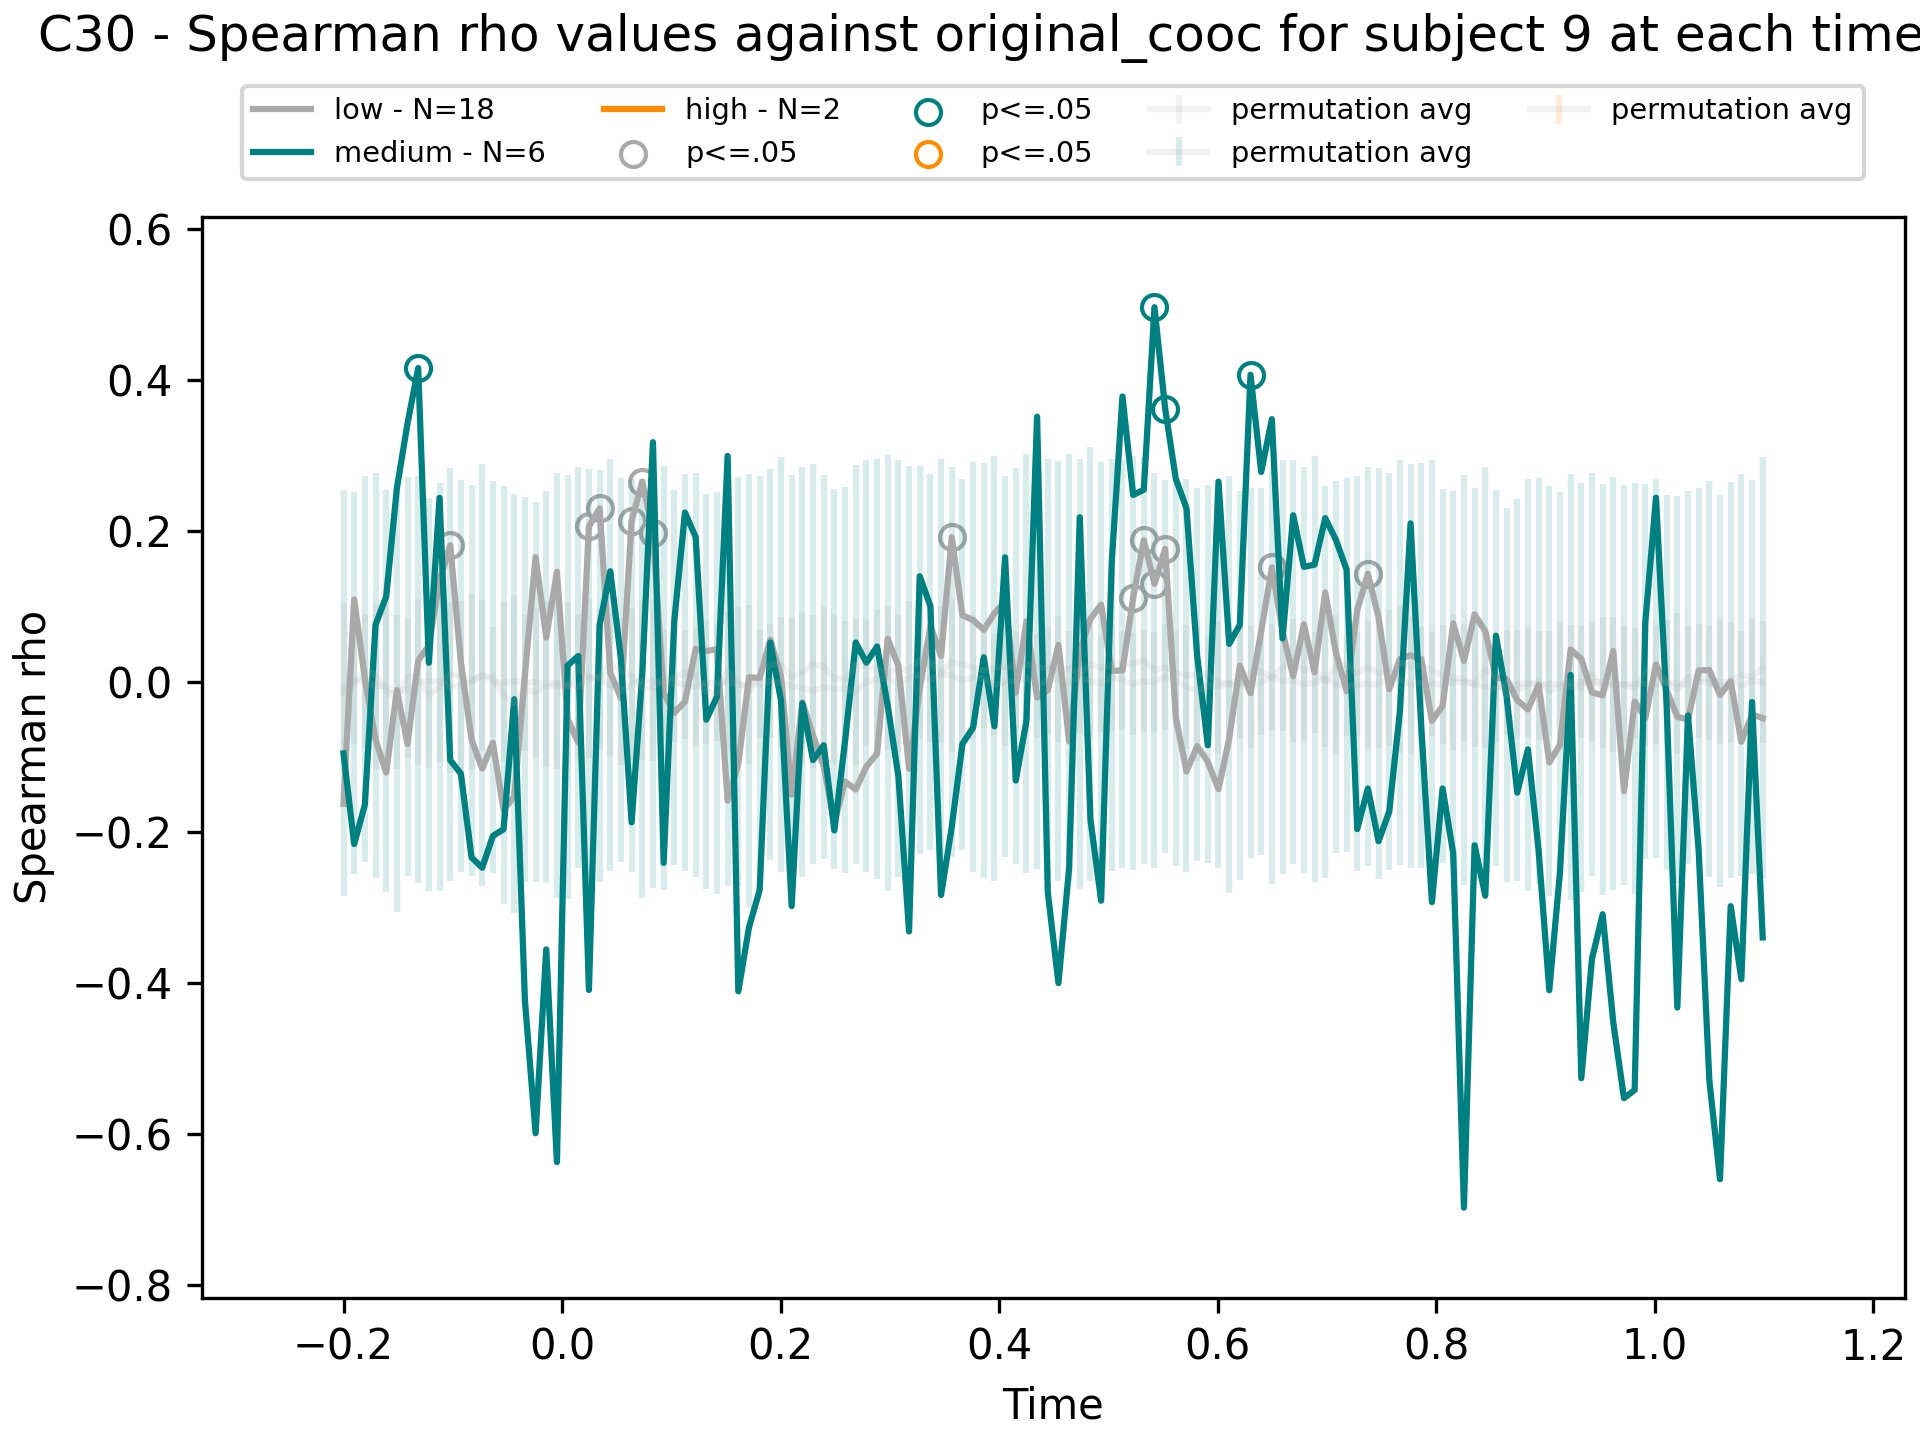 C30 - Spearman rho values against original_cooc for subject 9 at each time
low - N=18 high - N=2 p<=.05 permutation avg permutation avg
medium - N=6 p<=.05 p<=.05 permutation avg
0.6
0.4
0.2
0.0
−0.2
−0.4
−0.6
−0.8
Spearman rho
−0.2 0.0 0.2 0.4 0.6 0.8 1.0 1.2
Time